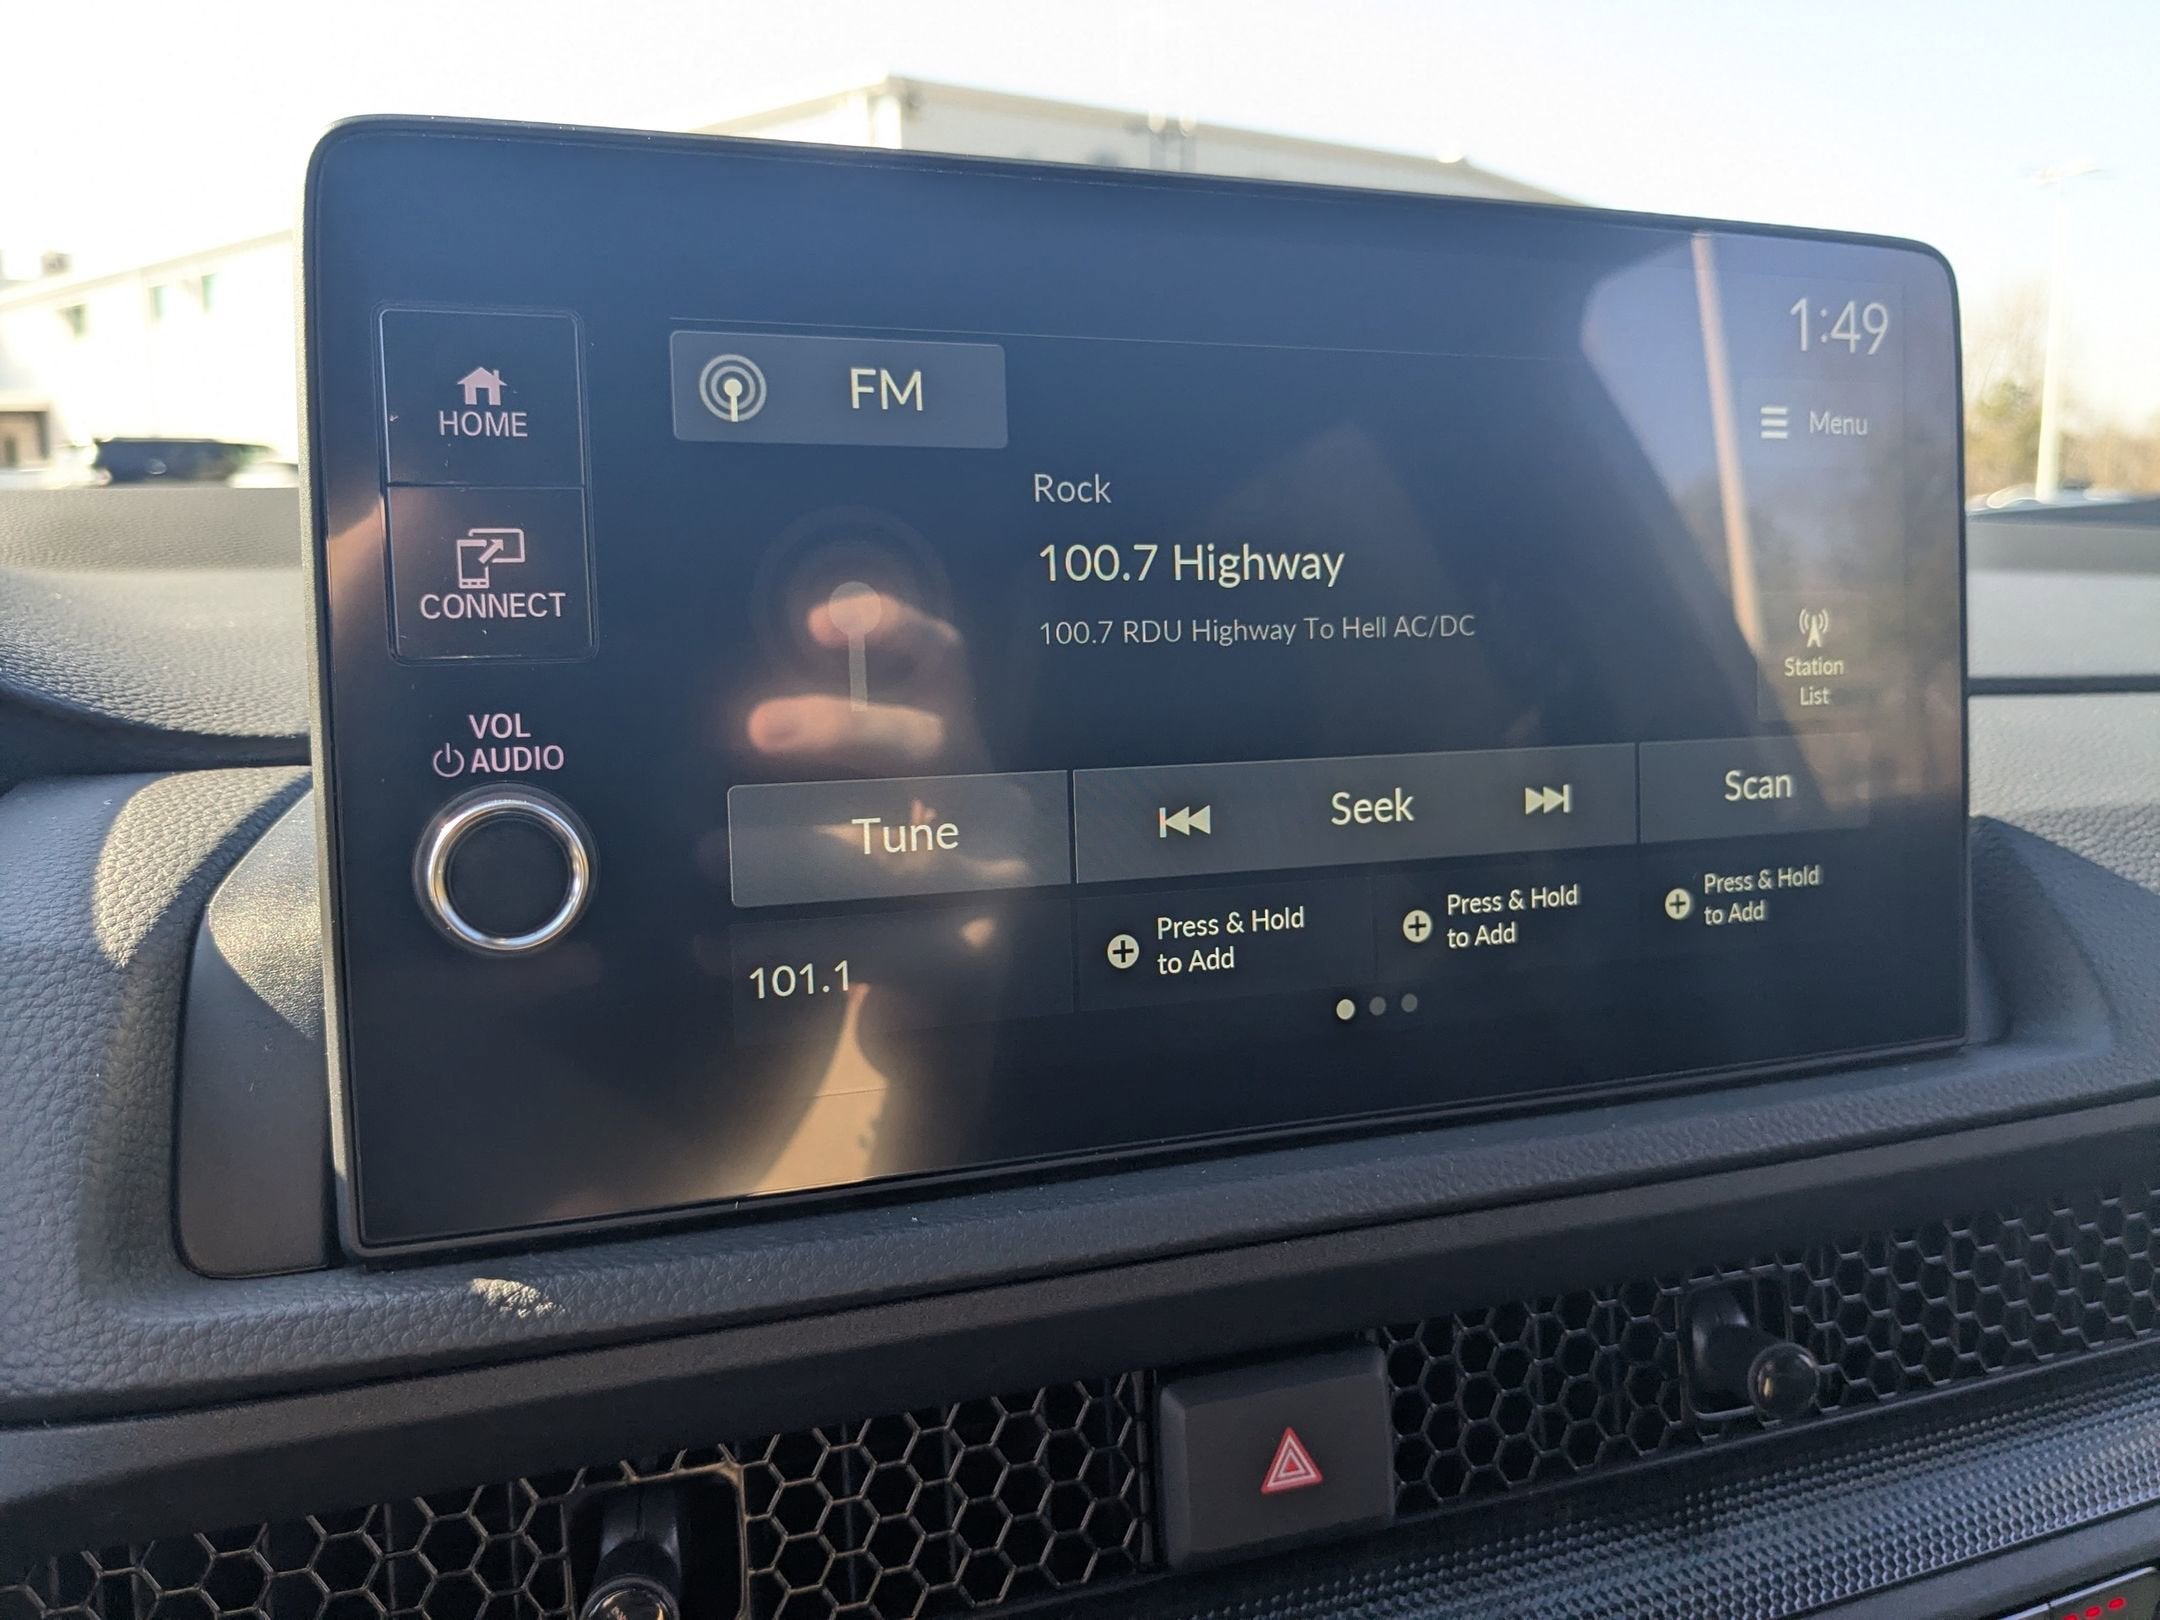 1:49
HOME
FM
Menu
Rock
100.7 Highway
100.7 RDU Highway To Hell AC/DC
CONNECT
Station
List
VOL
AUDIO
Tune
Seek
Scan
101.1
Press & Hold
to Add
Press & Hold
to Add
Press & Hold
to Add